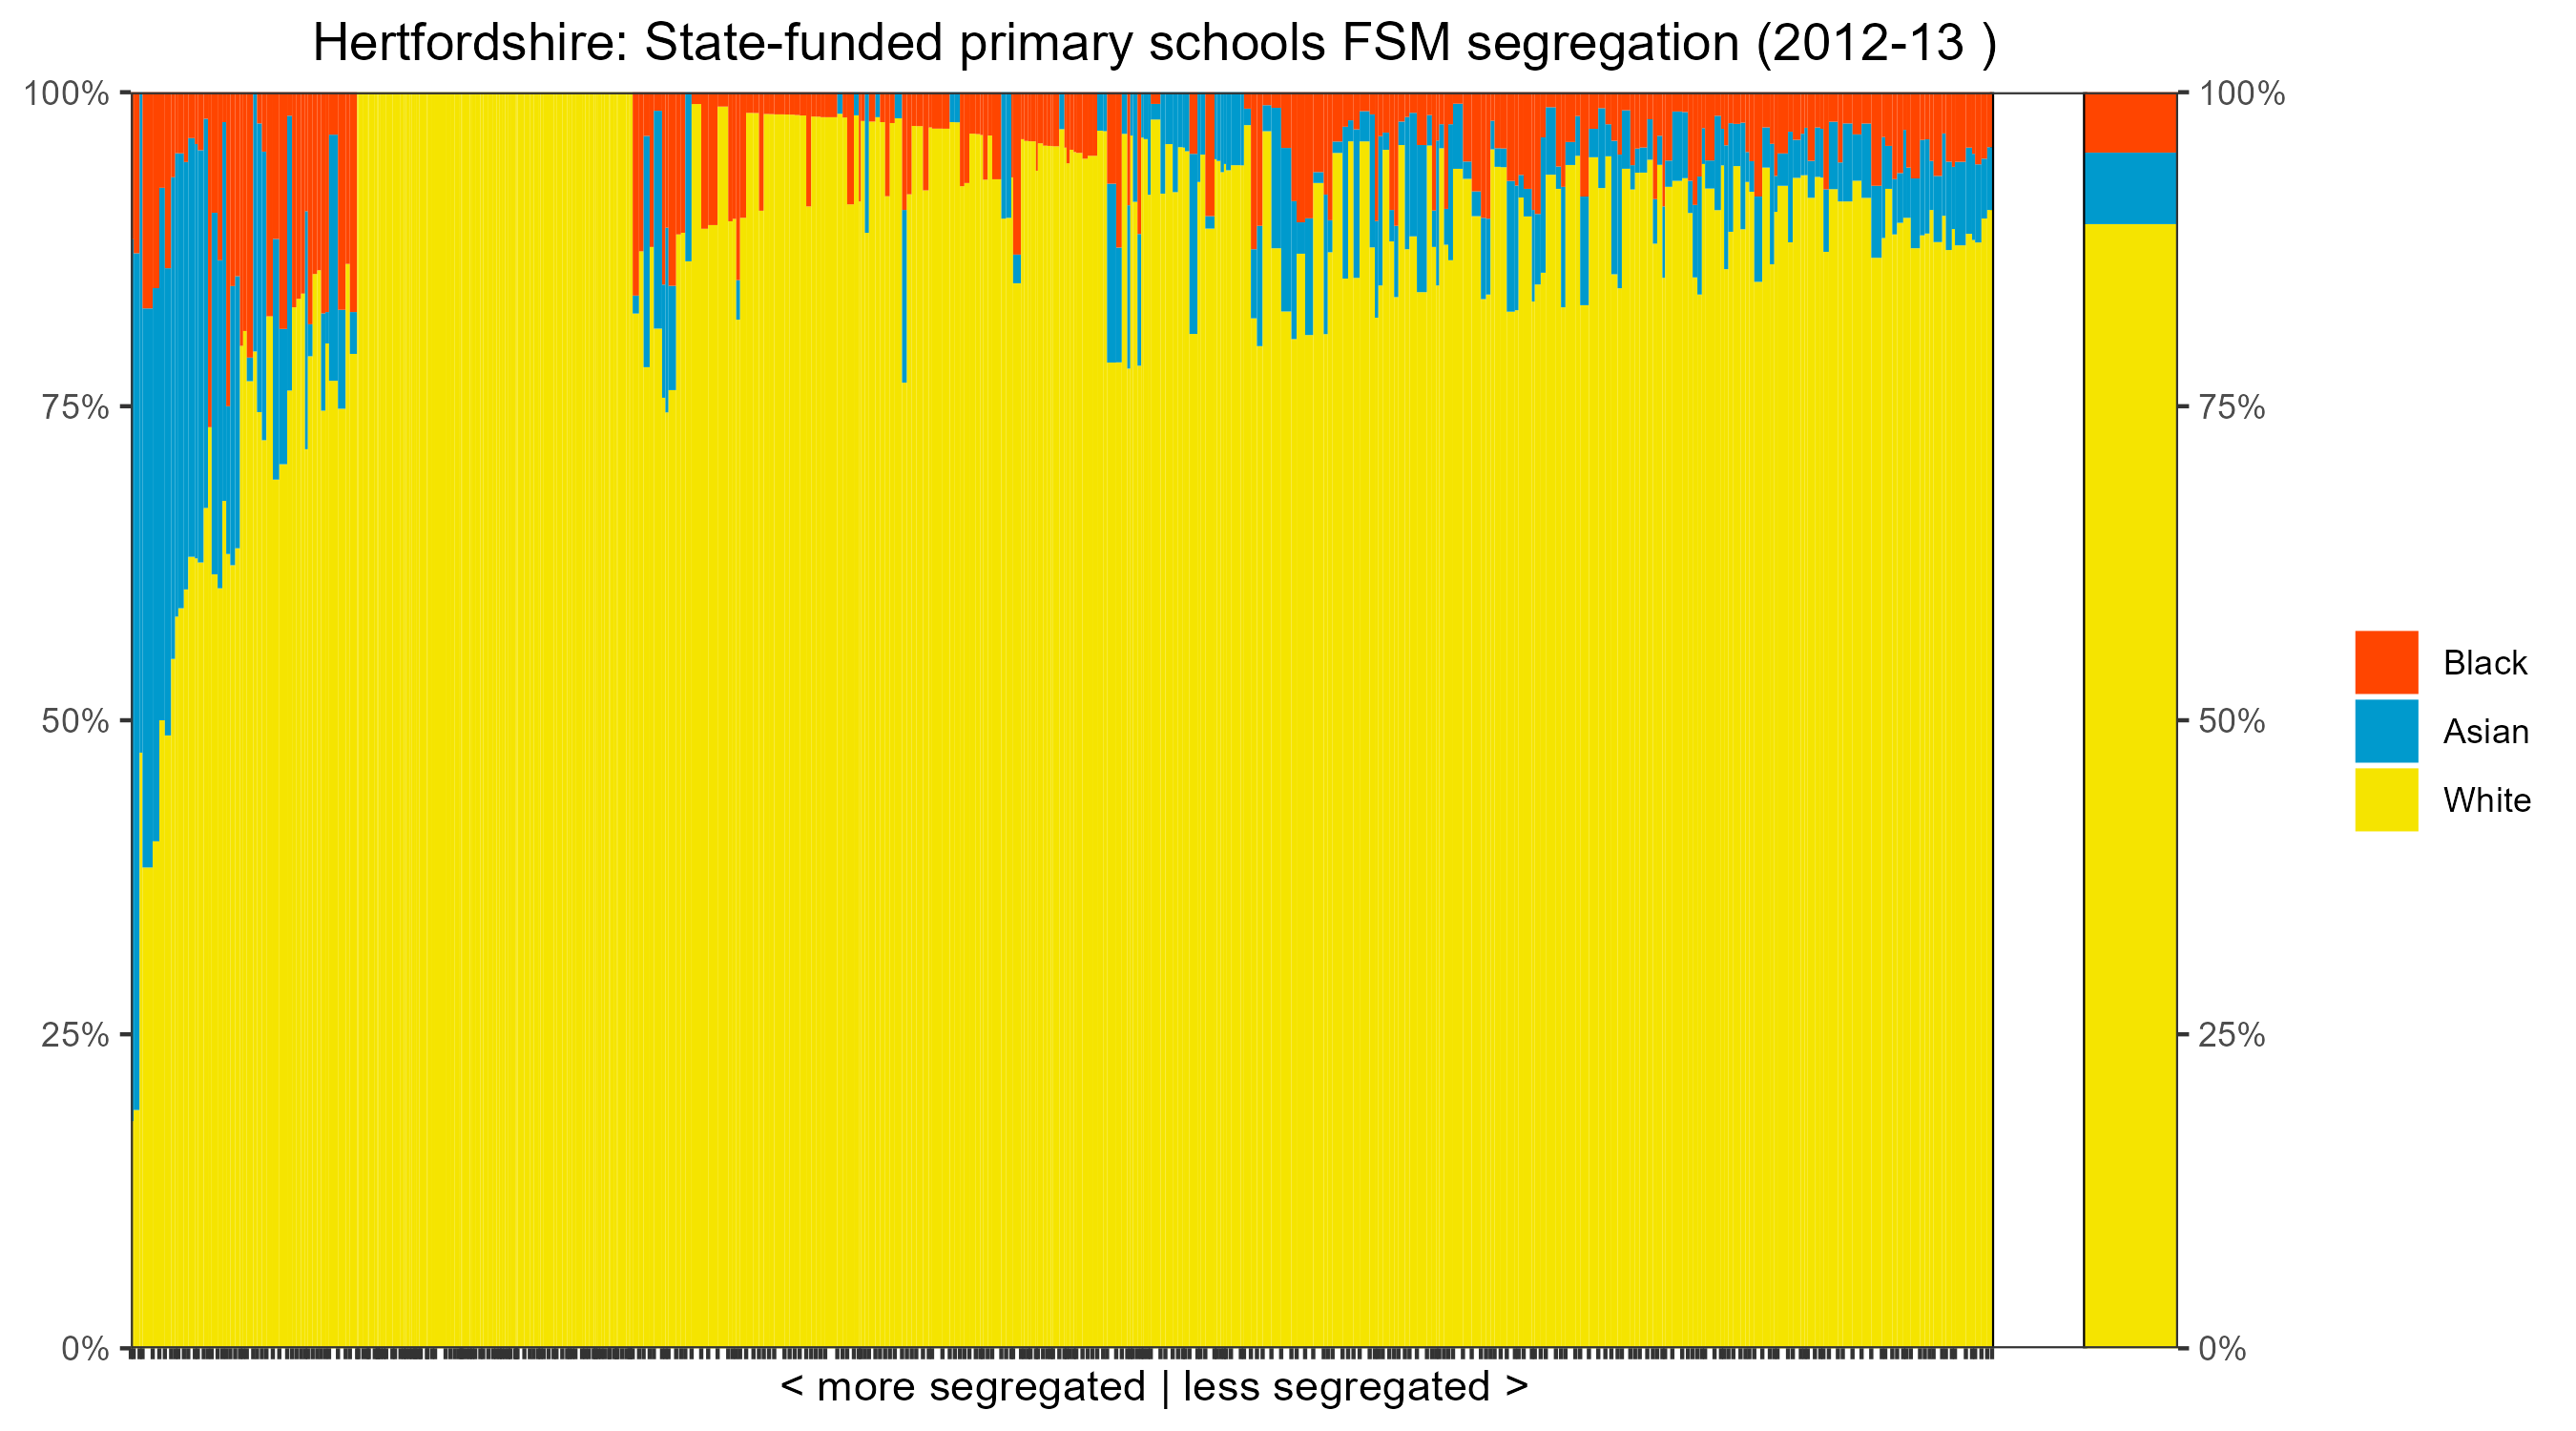 Hertfordshire: State-funded primary schools FSM segregation (2012-13 )
100%
75%
50%
25%
0%
100%
75%
50%
25%
0%
Black
Asian
White
< more segregated | less segregated >